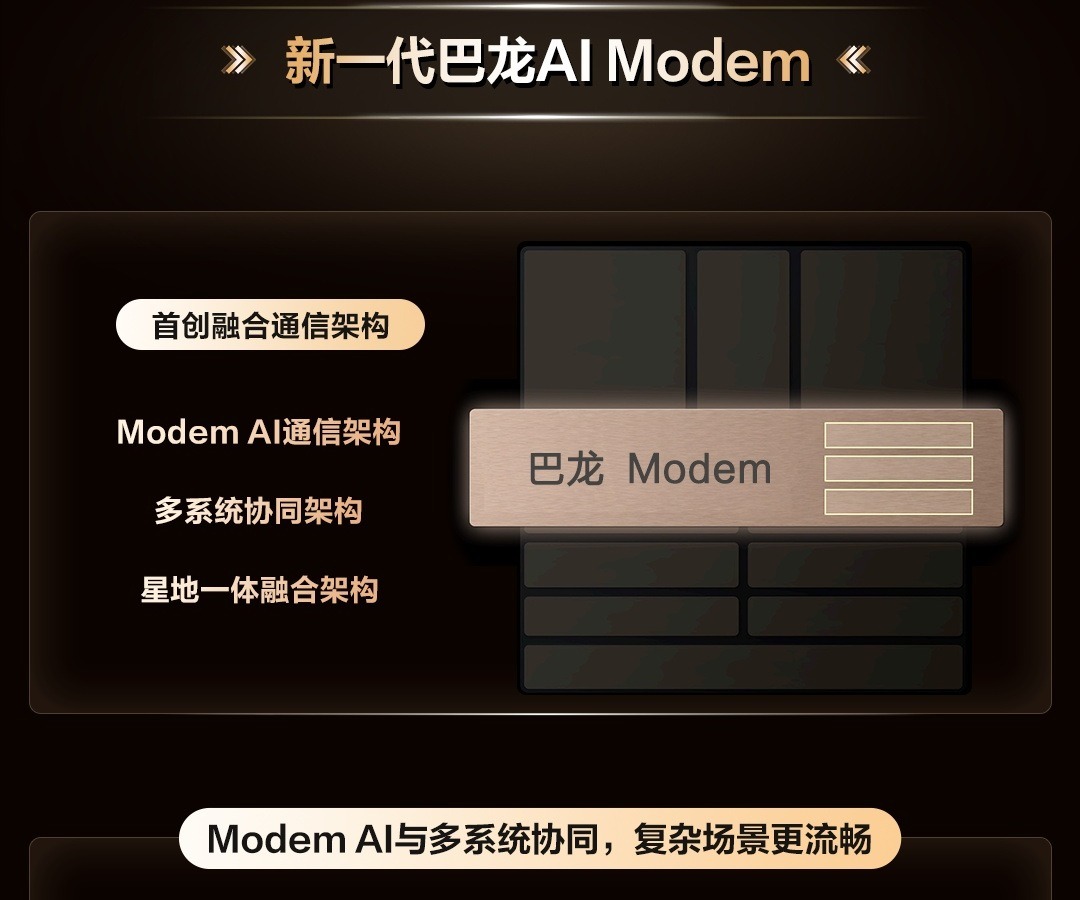 新一代巴龙AI Modem
首创融合通信架构
Modem AI通信架构
多系统协同架构
星地一体融合架构
巴龙 Modem
Modem AI与多系统协同，复杂场景更流畅